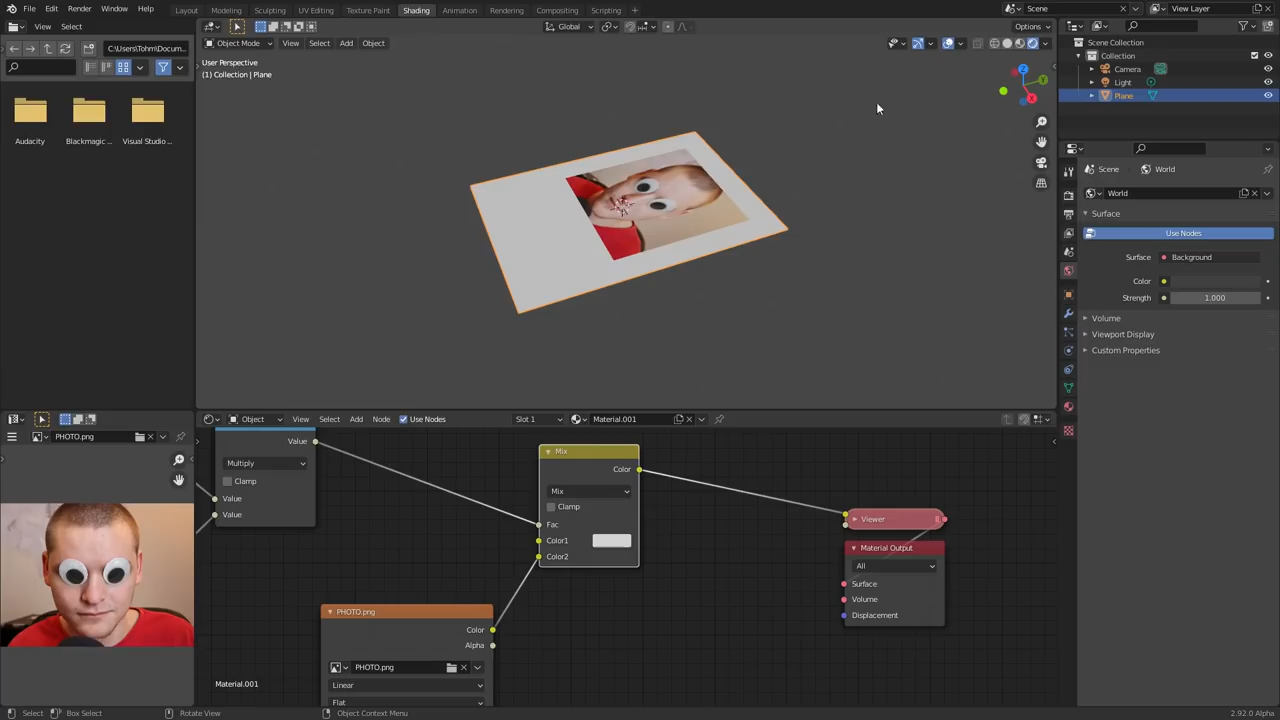 File Edit Render Window Help Layout Modeling Sculpting UV Editing Texture Paint Shading Animation Rendering Compositing Scripting Scene View Layer
View Select C:\Users\Tohm\Docum... Global Options
Object Mode View Select Add Object Scene Collection
User Perspective
(1) Collection | Plane
Collection
Camera
Light
Plane
Z
Y
X
Audacity Blackmagic ... Visual Studio ...
Scene World
World
Surface
Use Nodes
Surface Background
Color
Strength 1.000
Volume
Viewport Display
Custom Properties
Object View Select Add Node Use Nodes Slot 1 Material.001
PHOTO.png
Value
Multiply
Clamp
Value
Value
Mix
Color
Mix
Clamp
Fac
Color1
Color2
Viewer
Material Output
All
Surface
Volume
Displacement
PHOTO.png
Color
Alpha
PHOTO.png
Linear
Flat
Material.001
Select Box Select Rotate View Object Context Menu 2.92.0 Alpha